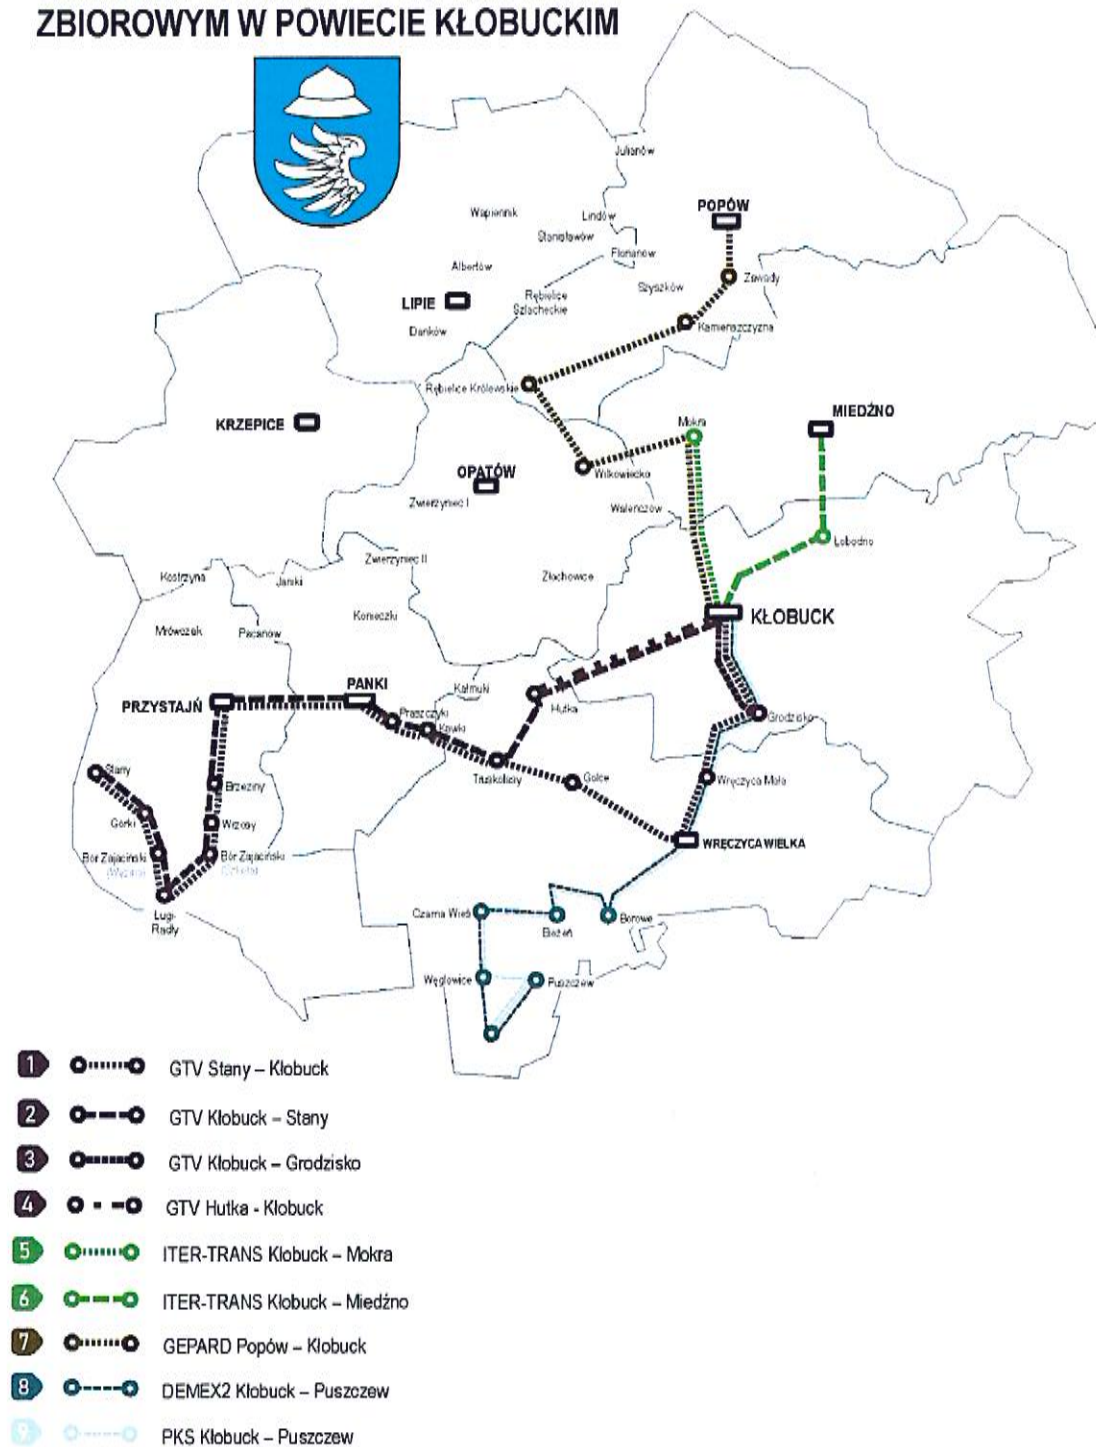 ZBIOROWYM W POWIECIE KŁOBUCKIM
Julianów
POPÓW
Wapiennik
Lindów
Stanisławów
Florianów
Zawady
Albertów
Szyszków
Rębielice
Szlacheckie
LIPIE
Danków
Kamieńszczyzna
Rębielice Królewskie
KRZEPICE
MIEDŹNO
Mokra
OPATÓW
Wilkowiecko
Zwierzyniec I
Waleńczów
Łobodno
Zwierzyniec II
Kostrzyna
Janiki
Złochowice
Konieczki
KŁOBUCK
Mrówczak
Pacanów
PANKI
Kałmuki
PRZYSTAJŃ
Hutka
Praszczyki
Kawki
Grodzisko
Stany
Truskolasy
Golce
Wręczyca Mała
Brzeziny
Górki
Wrzosy
WRĘCZYCA WIELKA
Bór Zajaciński
Bór Zajaciński
Ługi-
Radły
Czarna Wieś
Bieżeń
Borowe
Węglowice
Puszczew
1 GTV Stany – Kłobuck
2 GTV Kłobuck – Stany
3 GTV Kłobuck – Grodzisko
4 GTV Hutka - Kłobuck
5 ITER-TRANS Kłobuck – Mokra
6 ITER-TRANS Kłobuck – Miedźno
7 GEPARD Popów – Kłobuck
8 DEMEX2 Kłobuck – Puszczew
9 PKS Kłobuck – Puszczew